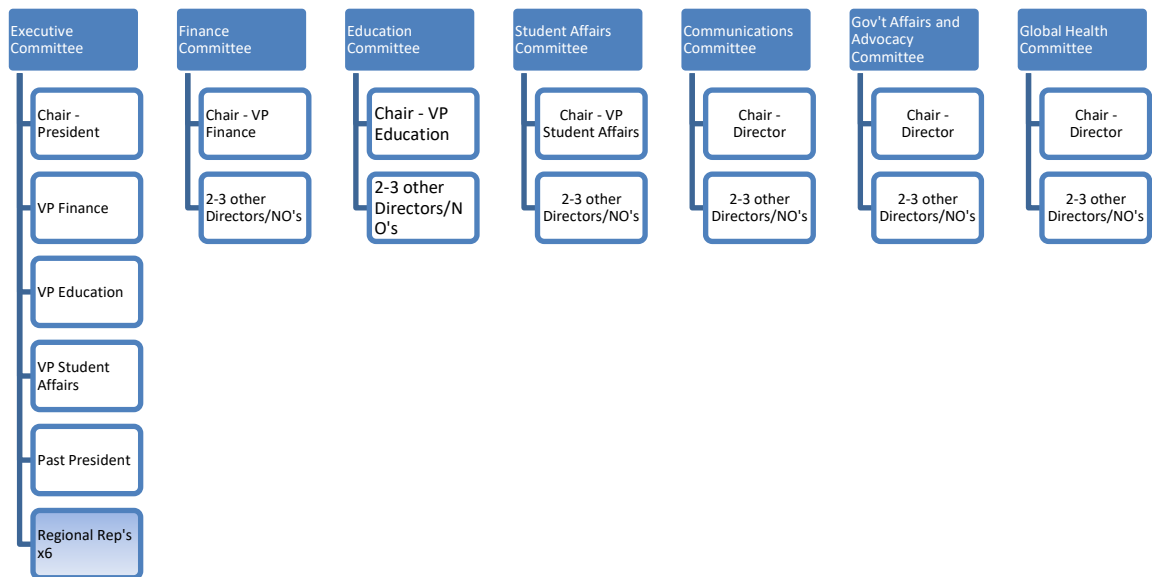 Executive
Committee
Chair -
President
VP Finance
VP Education
VP Student
Affairs
Past President
Regional Rep's
x6
Finance
Committee
Chair - VP
Finance
2-3 other
Directors/NO's
Education
Committee
Chair - VP
Education
2-3 other
Directors/N
O's
Student Affairs
Committee
Chair - VP
Student Affairs
2-3 other
Directors/NO's
Communications
Committee
Chair -
Director
2-3 other
Directors/NO's
Gov't Affairs and
Advocacy
Committee
Chair -
Director
2-3 other
Directors/NO's
Global Health
Committee
Chair -
Director
2-3 other
Directors/NO's